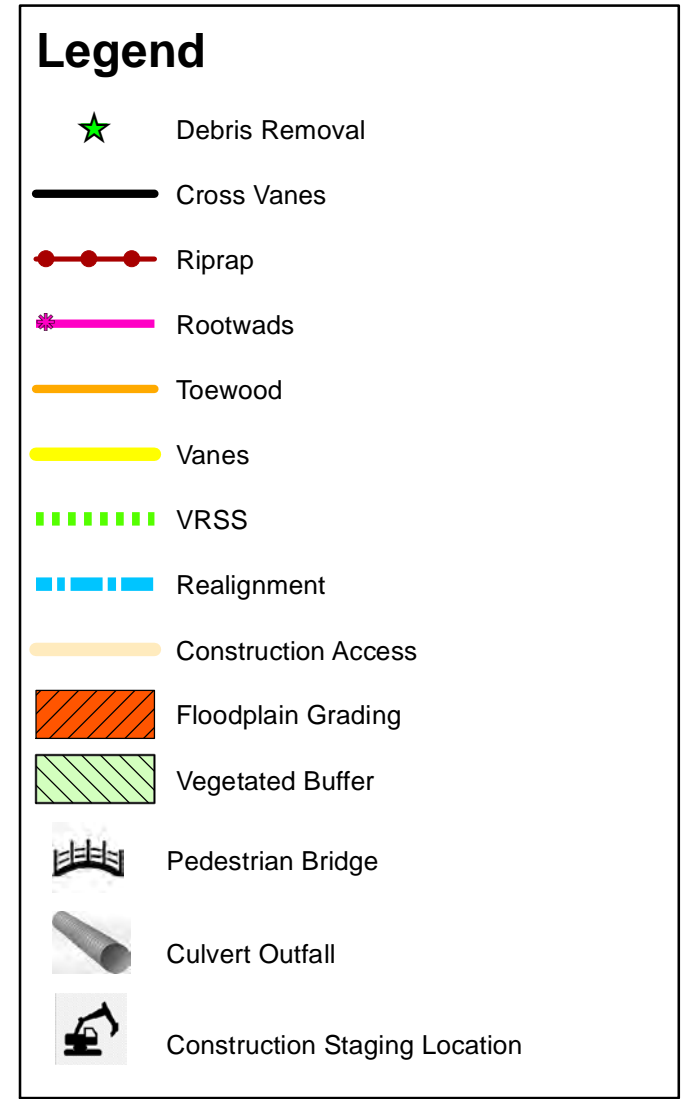 Legend
Debris Removal
Cross Vanes
Riprap
Rootwads
Toewood
Vanes
VRSS
Realignment
Construction Access
Floodplain Grading
Vegetated Buffer
Pedestrian Bridge
Culvert Outfall
Construction Staging Location